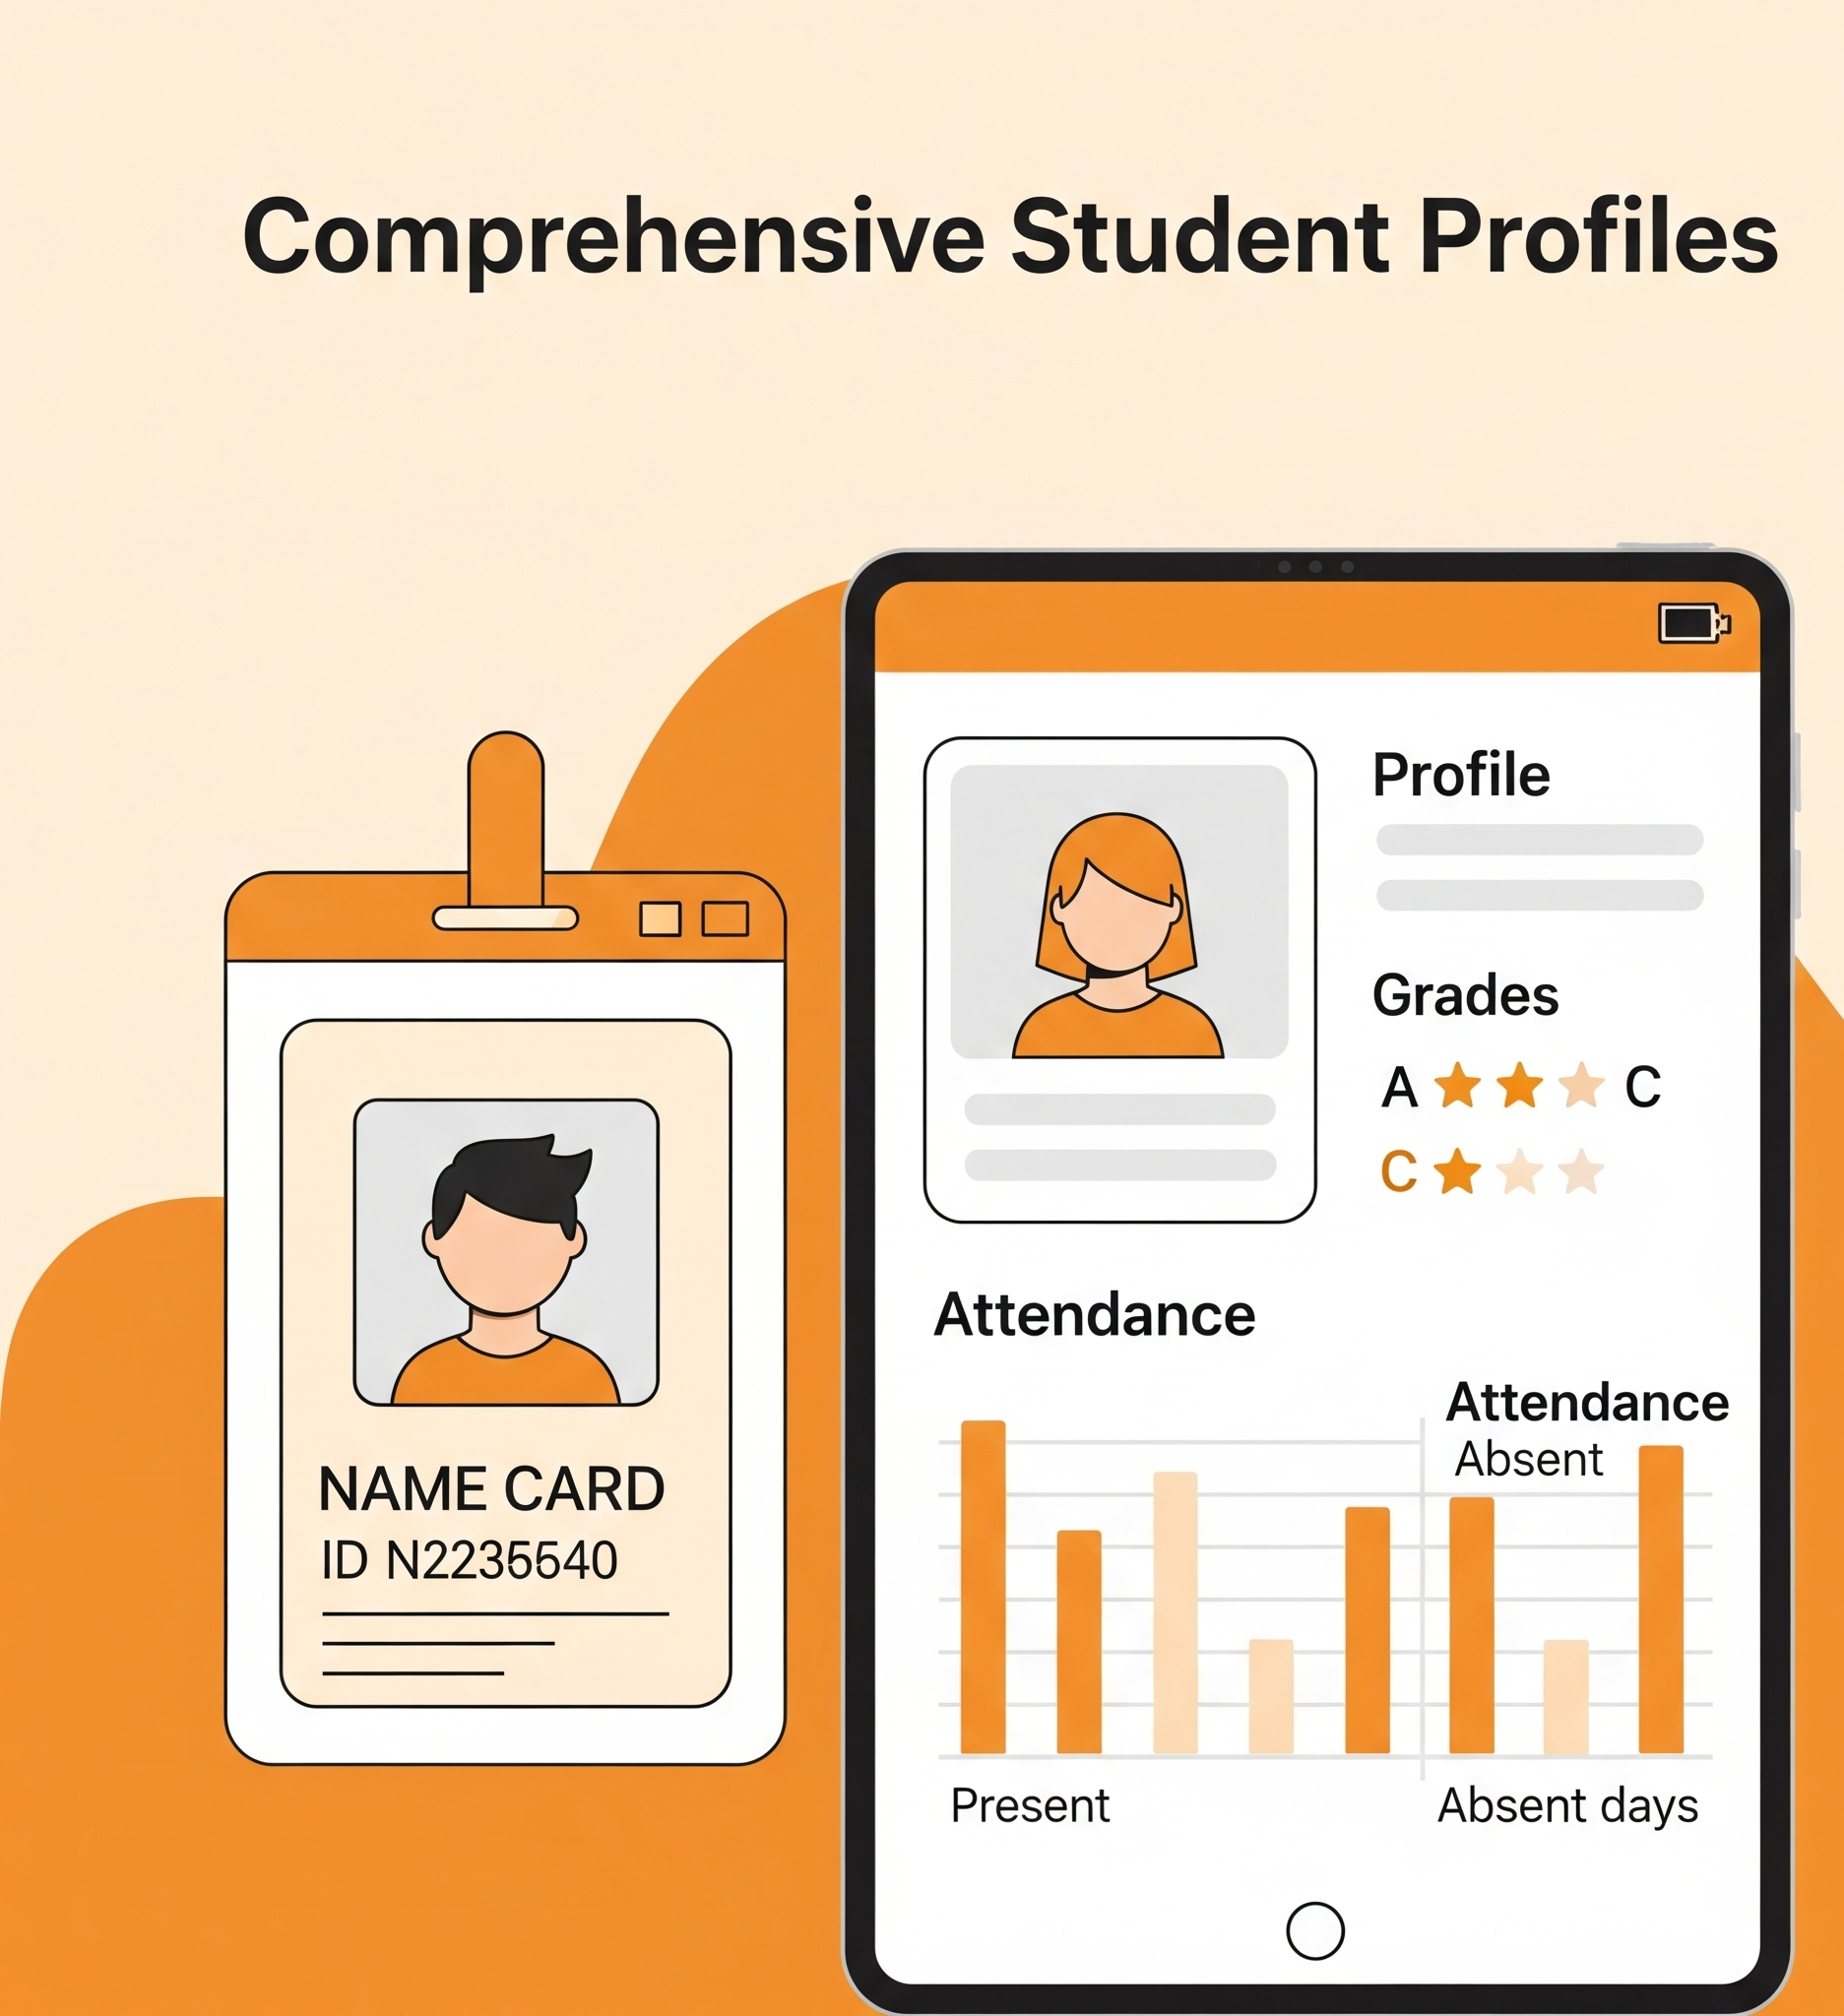 Comprehensive Student Profiles
NAME CARD
ID N2235540
Profile
Grades
A C
C
Attendance
Attendance
Absent
Present
Absent days